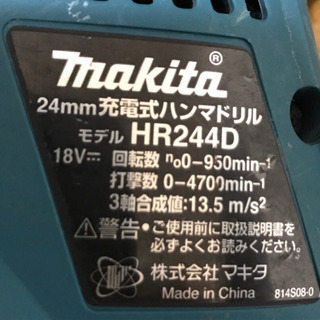 makita®
24mm充電式ハンマドリル
モデル HR244D
18V⎓ 回転数 n₀0-950min⁻¹
打撃数 0-4700min⁻¹
3軸合成値:13.5 m/s²
⚠警告・ご使用前に取扱説明書を
必ずよくお読みください。
株式会社マキタ
Made in China 814S08-0